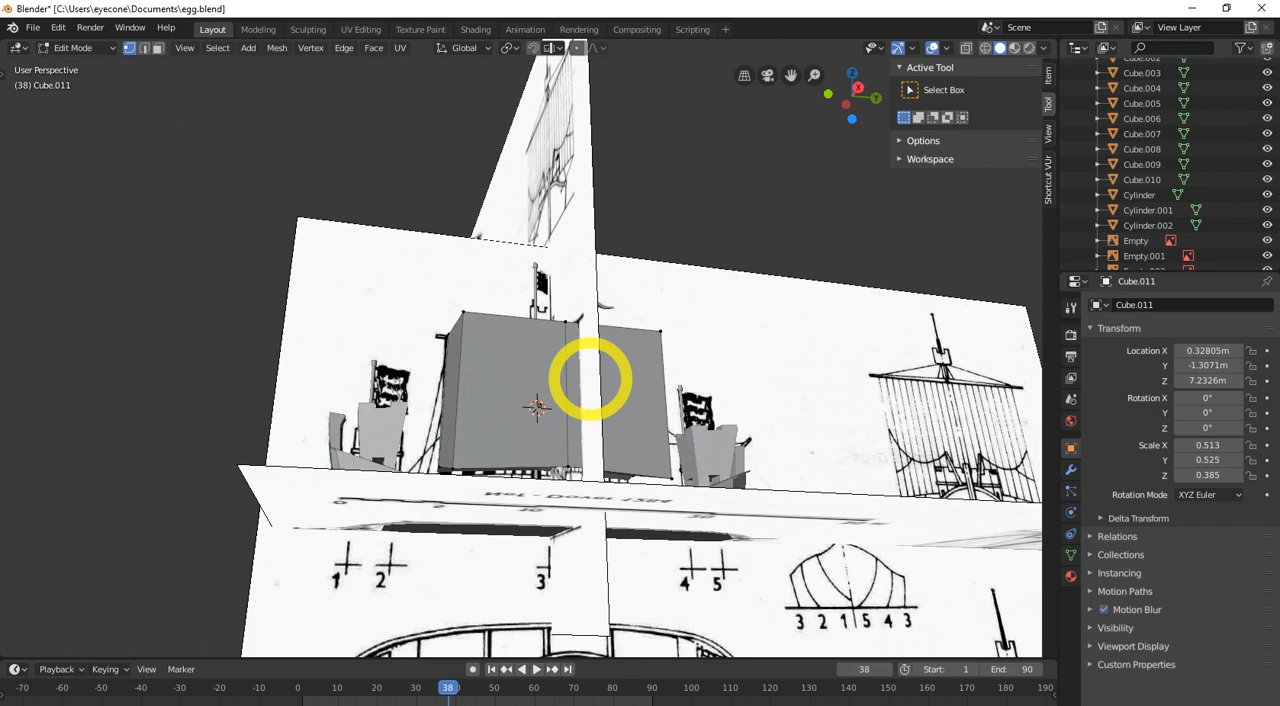 Blender* [C:\Users\eyecone\Documents\egg.blend]
File Edit Render Window Help Layout Modeling Sculpting UV Editing Texture Paint Shading Animation Rendering Compositing Scripting + Scene View Layer
Edit Mode View Select Add Mesh Vertex Edge Face UV Global
User Perspective
(38) Cube.011
Z
X
Y
Active Tool
Select Box
Options
Workspace
Item
Tool
View
Shortcut VUr
Cube.002
Cube.003
Cube.004
Cube.005
Cube.006
Cube.007
Cube.008
Cube.009
Cube.010
Cylinder
Cylinder.001
Cylinder.002
Empty
Empty.001
Cube.011
Cube.011
Transform
Location X 0.32805m
Y -1.3071m
Z 7.2326m
Rotation X 0°
Y 0°
Z 0°
Scale X 0.513
Y 0.525
Z 0.385
Rotation Mode XYZ Euler
Delta Transform
Relations
Collections
Instancing
Motion Paths
Motion Blur
Visibility
Viewport Display
Custom Properties
1 2 3 4 5
3 2 1 5 4 3
Playback Keying View Marker 38 Start: 1 End: 90
-70 -60 -50 -40 -30 -20 -10 0 10 20 30 38 50 60 70 80 90 100 110 120 130 140 150 160 170 180 190